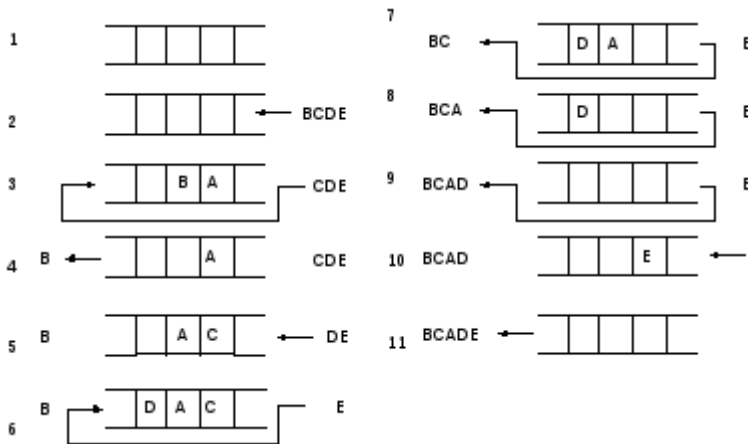 1
2 BCDE
3 B A CDE
4 B A CDE
5 B A C DE
6 B D A C E
7 BC D A E
8 BCA D E
9 BCAD E
10 BCAD E
11 BCADE